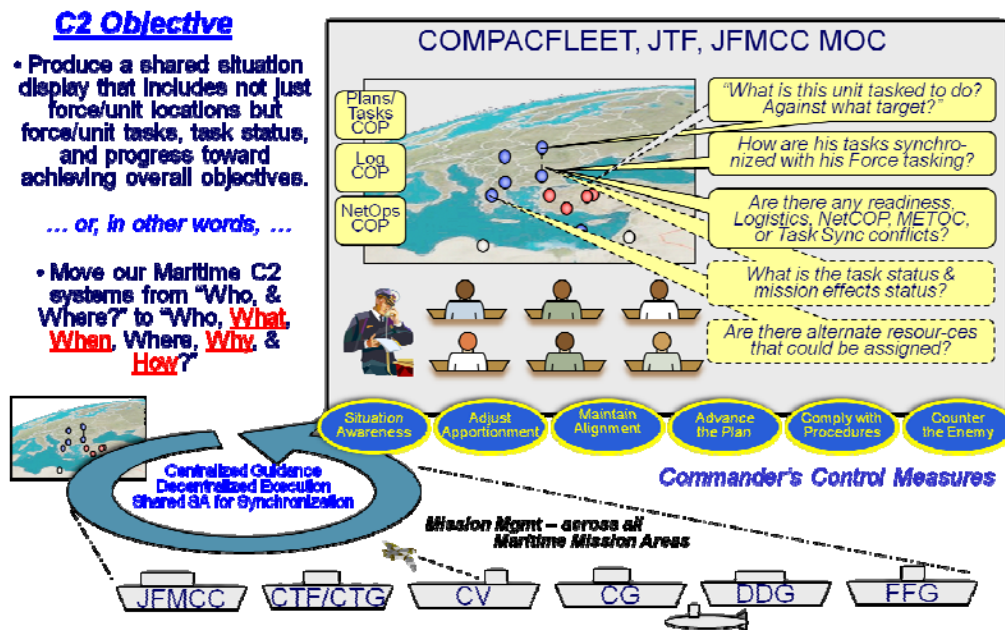 C2 Objective
• Produce a shared situation
display that includes not just
force/unit locations but
force/unit tasks, task status,
and progress toward
achieving overall objectives.
... or, in other words, ...
• Move our Maritime C2
systems from “Who, &
Where?” to “Who, What,
When, Where, Why, &
How?”
COMPACFLEET, JTF, JFMCC MOC
Plans/
Tasks
COP
Log
COP
NetOps
COP
“What is this unit tasked to do?
Against what target?”
How are his tasks synchro-
nized with his Force tasking?
Are there any readiness,
Logistics, NetCOP, METOC,
or Task Sync conflicts?
What is the task status &
mission effects status?
Are there alternate resour-ces
that could be assigned?
Situation
Awareness
Adjust
Apportionment
Maintain
Alignment
Advance
the Plan
Comply with
Procedures
Counter
the Enemy
Commander's Control Measures
Centralized Guidance
Decentralized Execution
Shared SA for Synchronization
Mission Mgmt – across all
Maritime Mission Areas
JFMCC
CTF/CTG
CV
CG
DDG
FFG